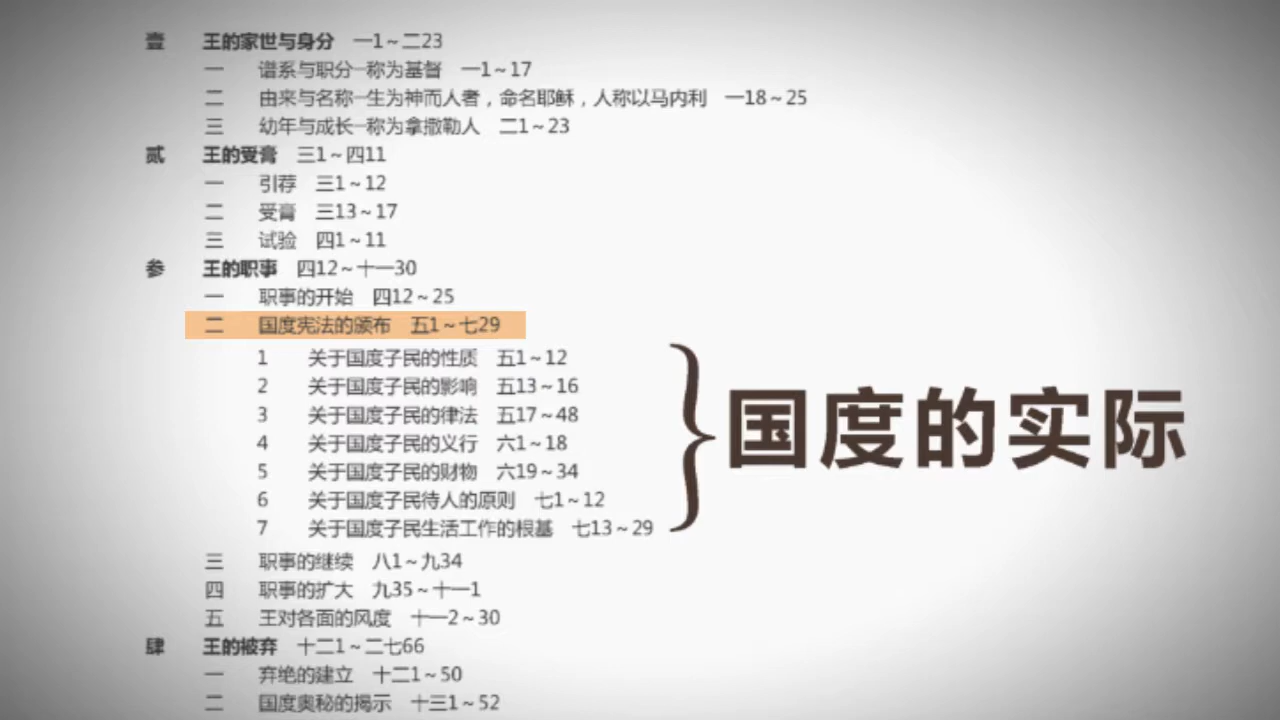 壹 王的家世与身分 一1～二23
一 谱系与职分─称为基督 一1～17
二 由来与名称─生为神而人者，命名耶稣，人称以马内利 一18～25
三 幼年与成长─称为拿撒勒人 二1～23
贰 王的受膏 三1～四11
一 引荐 三1～12
二 受膏 三13～17
三 试验 四1～11
参 王的职事 四12～十一30
一 职事的开始 四12～25
二 国度宪法的颁布 五1～七29
1 关于国度子民的性质 五1～12
2 关于国度子民的影响 五13～16
3 关于国度子民的律法 五17～48
4 关于国度子民的义行 六1～18
5 关于国度子民的财物 六19～34
6 关于国度子民待人的原则 七1～12
7 关于国度子民生活工作的根基 七13～29
国度的实际
三 职事的继续 八1～九34
四 职事的扩大 九35～十一1
五 王对各面的风度 十一2～30
肆 王的被弃 十二1～二七66
一 弃绝的建立 十二1～50
二 国度奥秘的揭示 十三1～52